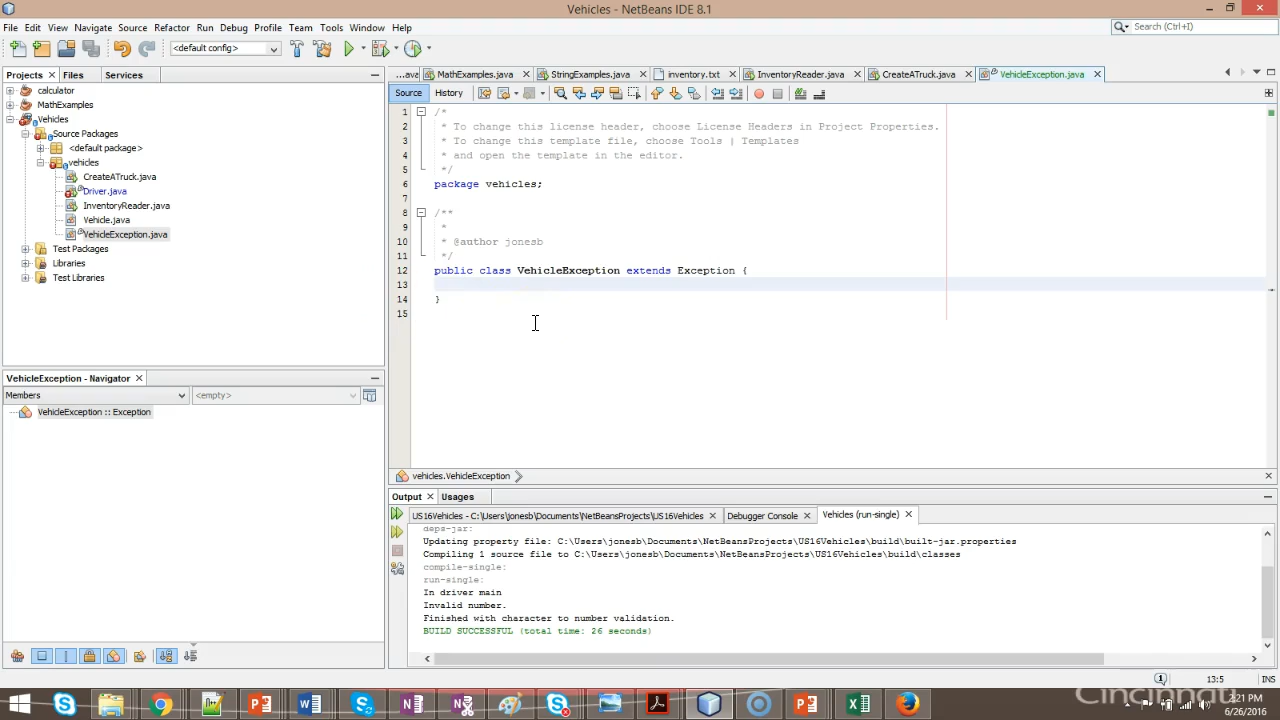 Vehicles - NetBeans IDE 8.1
File Edit View Navigate Source Refactor Run Debug Profile Team Tools Window Help
Search (Ctrl+I)
<default config>
Projects Files Services
...ava MathExamples.java StringExamples.java inventory.txt InventoryReader.java CreateATruck.java VehicleException.java
Source History
calculator
MathExamples
Vehicles
Source Packages
<default package>
vehicles
CreateATruck.java
Driver.java
InventoryReader.java
Vehicle.java
VehicleException.java
Test Packages
Libraries
Test Libraries
1 /*
2 * To change this license header, choose License Headers in Project Properties.
3 * To change this template file, choose Tools | Templates
4 * and open the template in the editor.
5 */
6 package vehicles;
7
8 /**
9 *
10 * @author jonesb
11 */
12 public class VehicleException extends Exception {
13
14 }
15
VehicleException - Navigator
Members <empty>
VehicleException :: Exception
vehicles.VehicleException
Output Usages
US16Vehicles - C:\Users\jonesb\Documents\NetBeansProjects\US16Vehicles Debugger Console Vehicles (run-single)
deps-jar:
Updating property file: C:\Users\jonesb\Documents\NetBeansProjects\US16Vehicles\build\built-jar.properties
Compiling 1 source file to C:\Users\jonesb\Documents\NetBeansProjects\US16Vehicles\build\classes
compile-single:
run-single:
In driver main
Invalid number.
Finished with character to number validation.
BUILD SUCCESSFUL (total time: 26 seconds)
1 13:5 INS
Cincinnati
2:21 PM
6/26/2016